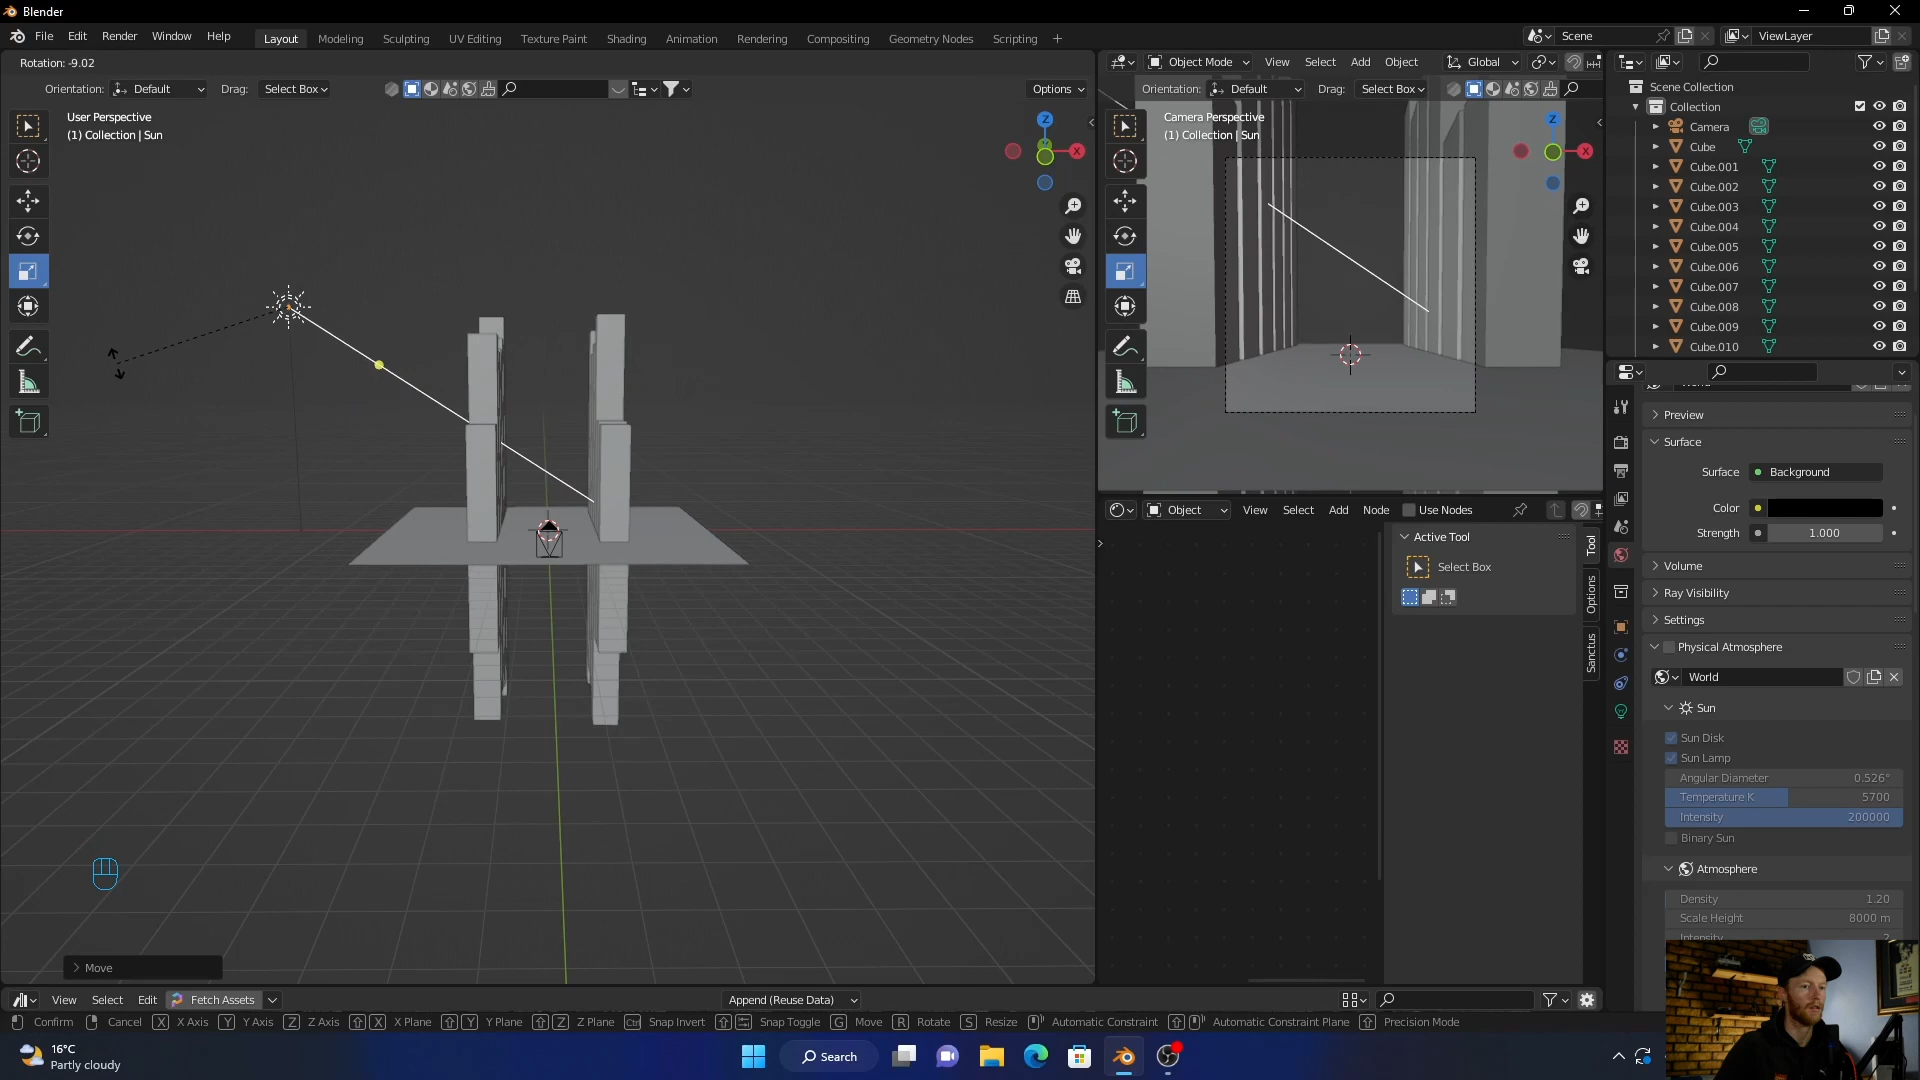 Blender
File Edit Render Window Help Layout Modeling Sculpting UV Editing Texture Paint Shading Animation Rendering Compositing Geometry Nodes Scripting + Scene ViewLayer
Rotation: -9.02
Object Mode View Select Add Object Global
Orientation: Default Drag: Select Box Options
Orientation: Default Drag: Select Box
User Perspective
(1) Collection | Sun
Z
X
Camera Perspective
(1) Collection | Sun
Z
X
Scene Collection
Collection
Camera
Cube
Cube.001
Cube.002
Cube.003
Cube.004
Cube.005
Cube.006
Cube.007
Cube.008
Cube.009
Cube.010
Preview
Surface
Surface Background
Color
Strength 1.000
Volume
Ray Visibility
Settings
Physical Atmosphere
World
Sun
Sun Disk
Sun Lamp
Angular Diameter 0.526°
Temperature K 5700
Intensity 200000
Binary Sun
Atmosphere
Density 1.20
Scale Height 8000 m
Object View Select Add Node Use Nodes
Active Tool
Select Box
Tool
Options
Sanctus
Move
View Select Edit Fetch Assets Append (Reuse Data)
Confirm Cancel X X Axis Y Y Axis Z Z Axis X X Plane Y Y Plane Z Z Plane Ctrl Snap Invert Snap Toggle G Move R Rotate S Resize Automatic Constraint Automatic Constraint Plane Precision Mode
16°C
Partly cloudy
Search